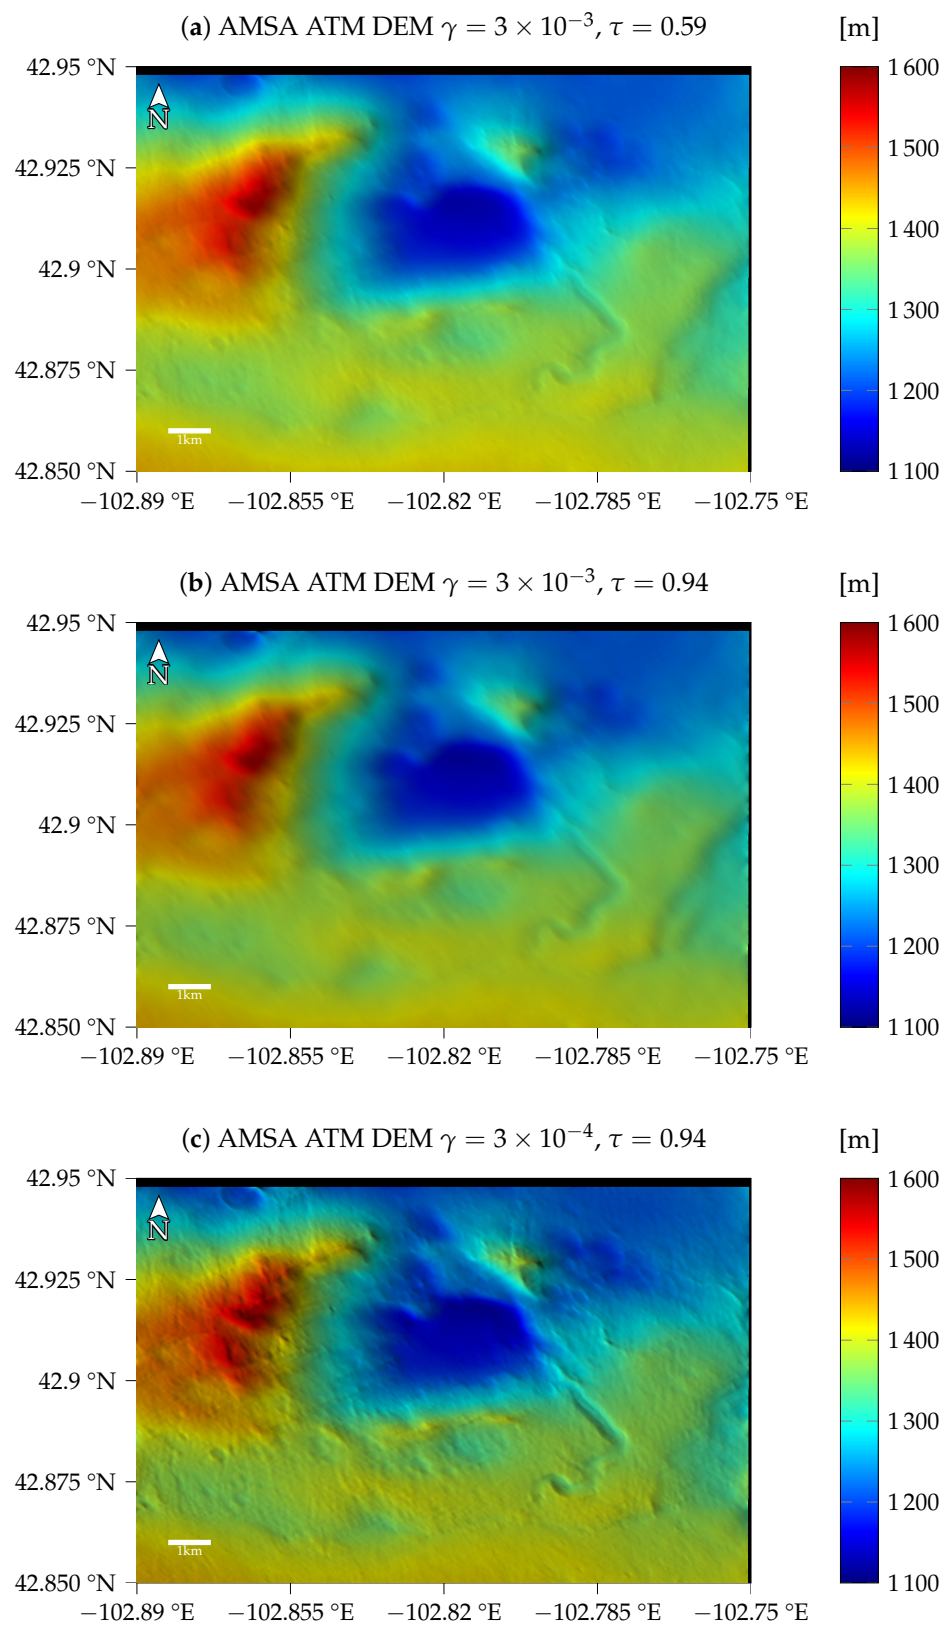 (a) AMSA ATM DEM γ = 3 × 10⁻³, τ = 0.59
[m]
42.95 °N
42.925 °N
42.9 °N
42.875 °N
42.850 °N
N
1km
−102.89 °E −102.855 °E −102.82 °E −102.785 °E −102.75 °E
1 600
1 500
1 400
1 300
1 200
1 100
(b) AMSA ATM DEM γ = 3 × 10⁻³, τ = 0.94
[m]
42.95 °N
42.925 °N
42.9 °N
42.875 °N
42.850 °N
N
1km
−102.89 °E −102.855 °E −102.82 °E −102.785 °E −102.75 °E
1 600
1 500
1 400
1 300
1 200
1 100
(c) AMSA ATM DEM γ = 3 × 10⁻⁴, τ = 0.94
[m]
42.95 °N
42.925 °N
42.9 °N
42.875 °N
42.850 °N
N
1km
−102.89 °E −102.855 °E −102.82 °E −102.785 °E −102.75 °E
1 600
1 500
1 400
1 300
1 200
1 100